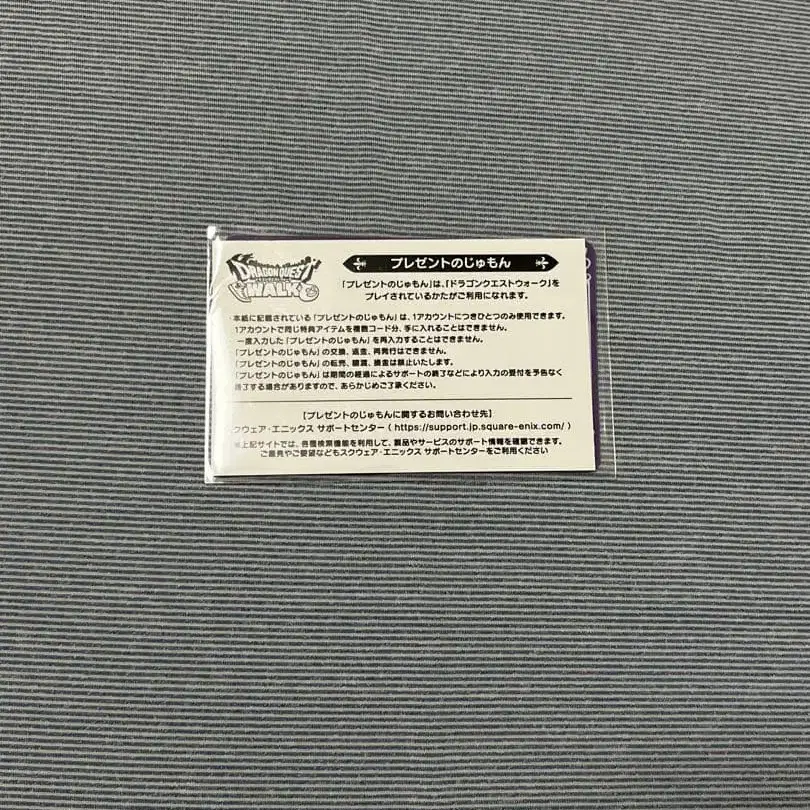 DRAGON QUEST
WALK
プレゼントのじゅもん
「プレゼントのじゅもん」は、「ドラゴンクエストウォーク」を
プレイされているかたがご利用になれます。
本紙に記載されている「プレゼントのじゅもん」は、1アカウントにつきひとつのみ使用できます。
1アカウントで同じ特典アイテムを複数コード分、手に入れることはできません。
一度入力した「プレゼントのじゅもん」を再入力することはできません。
「プレゼントのじゅもん」の交換、返金、再発行はできません。
「プレゼントのじゅもん」の転売、譲渡、換金は禁止いたします。
「プレゼントのじゅもん」は期間の経過によるサポートの終了などにより入力の受付を予告なく
終了する場合がありますので、あらかじめご了承ください。
【プレゼントのじゅもんに関するお問い合わせ先】
スクウェア・エニックス サポートセンター ( https://support.jp.square-enix.com/ )
※上記サイトでは、各種検索機能を利用して、製品やサービスのサポート情報を確認できます。
ご意見やご要望などもスクウェア・エニックス サポートセンターをご利用ください